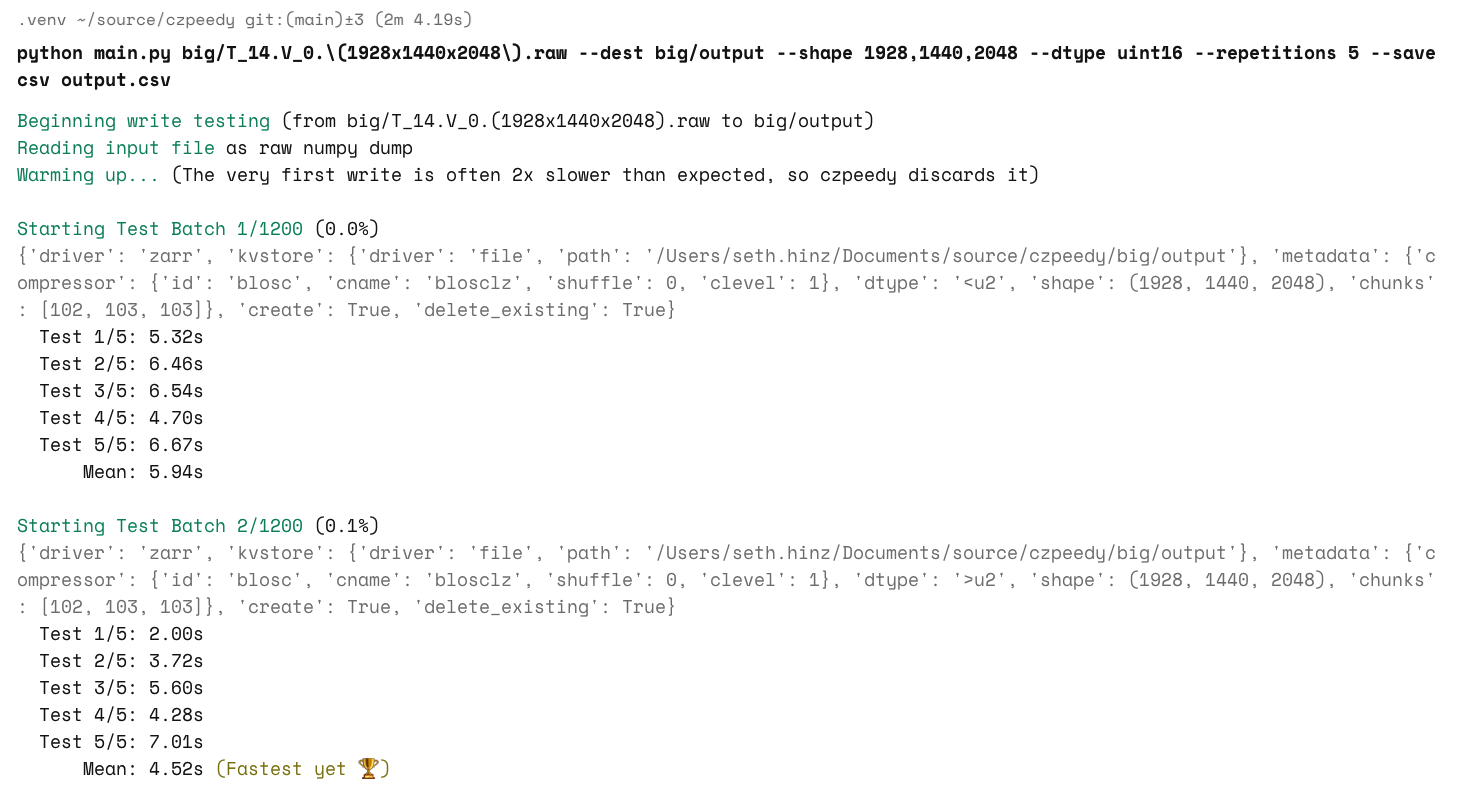 .venv ~/source/czpeedy git:(main)±3 (2m 4.19s)
python main.py big/T_14.V_0.\(1928x1440x2048\).raw --dest big/output --shape 1928,1440,2048 --dtype uint16 --repetitions 5 --save
csv output.csv
Beginning write testing (from big/T_14.V_0.(1928x1440x2048).raw to big/output)
Reading input file as raw numpy dump
Warming up... (The very first write is often 2x slower than expected, so czpeedy discards it)
Starting Test Batch 1/1200 (0.0%)
{'driver': 'zarr', 'kvstore': {'driver': 'file', 'path': '/Users/seth.hinz/Documents/source/czpeedy/big/output'}, 'metadata': {'c
ompressor': {'id': 'blosc', 'cname': 'blosclz', 'shuffle': 0, 'clevel': 1}, 'dtype': '<u2', 'shape': (1928, 1440, 2048), 'chunks'
: [102, 103, 103]}, 'create': True, 'delete_existing': True}
Test 1/5: 5.32s
Test 2/5: 6.46s
Test 3/5: 6.54s
Test 4/5: 4.70s
Test 5/5: 6.67s
Mean: 5.94s
Starting Test Batch 2/1200 (0.1%)
{'driver': 'zarr', 'kvstore': {'driver': 'file', 'path': '/Users/seth.hinz/Documents/source/czpeedy/big/output'}, 'metadata': {'c
ompressor': {'id': 'blosc', 'cname': 'blosclz', 'shuffle': 0, 'clevel': 1}, 'dtype': '>u2', 'shape': (1928, 1440, 2048), 'chunks'
: [102, 103, 103]}, 'create': True, 'delete_existing': True}
Test 1/5: 2.00s
Test 2/5: 3.72s
Test 3/5: 5.60s
Test 4/5: 4.28s
Test 5/5: 7.01s
Mean: 4.52s (Fastest yet 🏆)